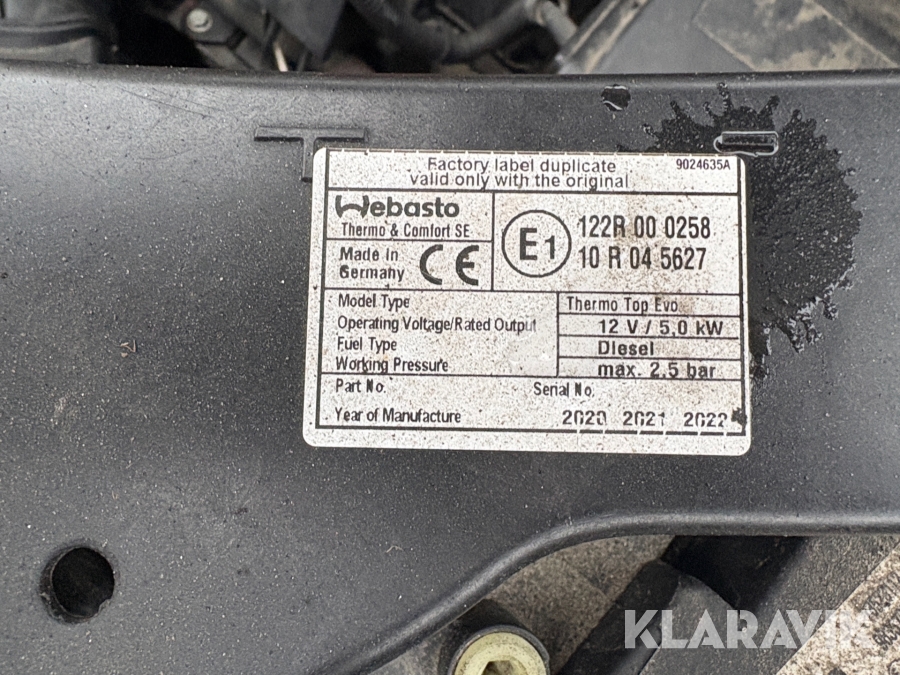 Factory label duplicate
valid only with the original
9024635A
Webasto
Thermo & Comfort SE
Made in
Germany
CE
E1
122R 00 0258
10 R 04 5627
Model Type
Thermo Top Evo
Operating Voltage/Rated Output
12 V / 5,0 kW
Fuel Type
Diesel
Working Pressure
max. 2.5 bar
Part No.
Serial No.
Year of Manufacture
2020 2021 2022
KLARAVIK